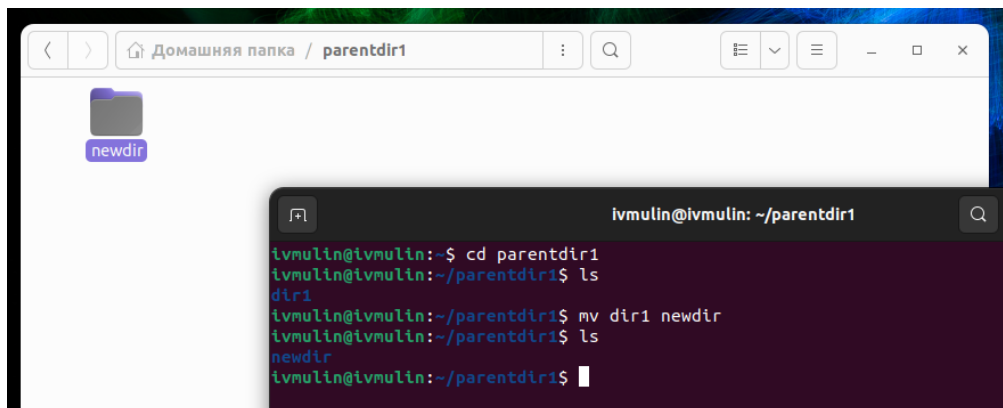 Домашняя папка / parentdir1
newdir
ivmulin@ivmulin: ~/parentdir1
ivmulin@ivmulin:~$ cd parentdir1
ivmulin@ivmulin:~/parentdir1$ ls
dir1
ivmulin@ivmulin:~/parentdir1$ mv dir1 newdir
ivmulin@ivmulin:~/parentdir1$ ls
newdir
ivmulin@ivmulin:~/parentdir1$